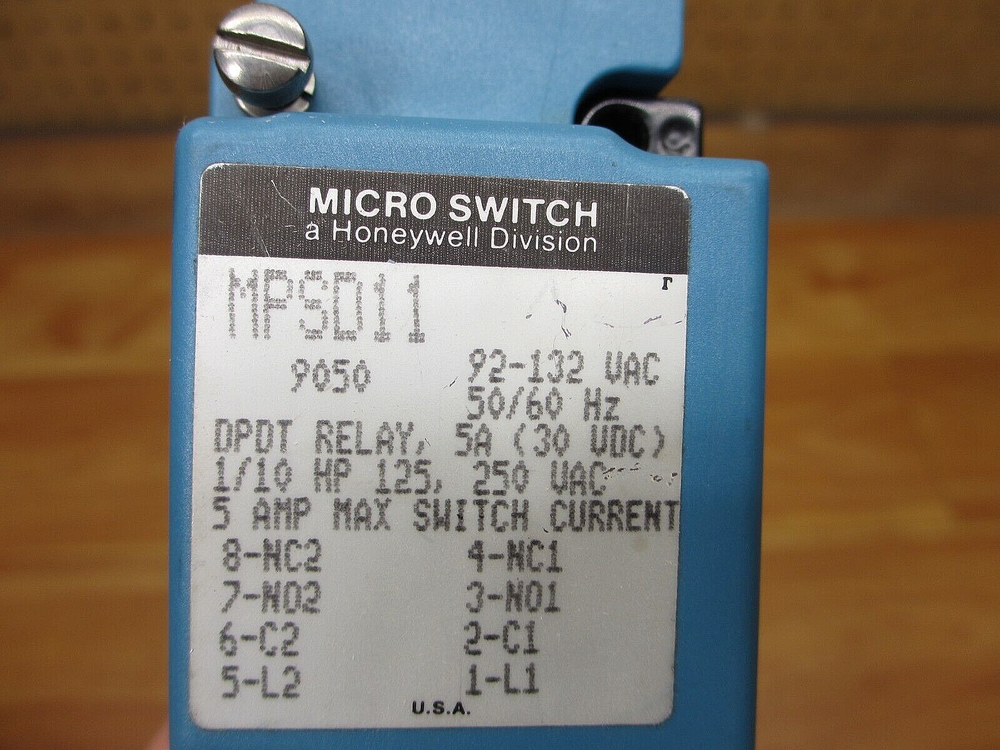 MICRO SWITCH
a Honeywell Division
MPSD11
9050 92-132 VAC
50/60 Hz
DPDT RELAY, 5A (30 VDC)
1/10 HP 125, 250 VAC
5 AMP MAX SWITCH CURRENT
8-NC2 4-NC1
7-NO2 3-NO1
6-C2 2-C1
5-L2 1-L1
U.S.A.